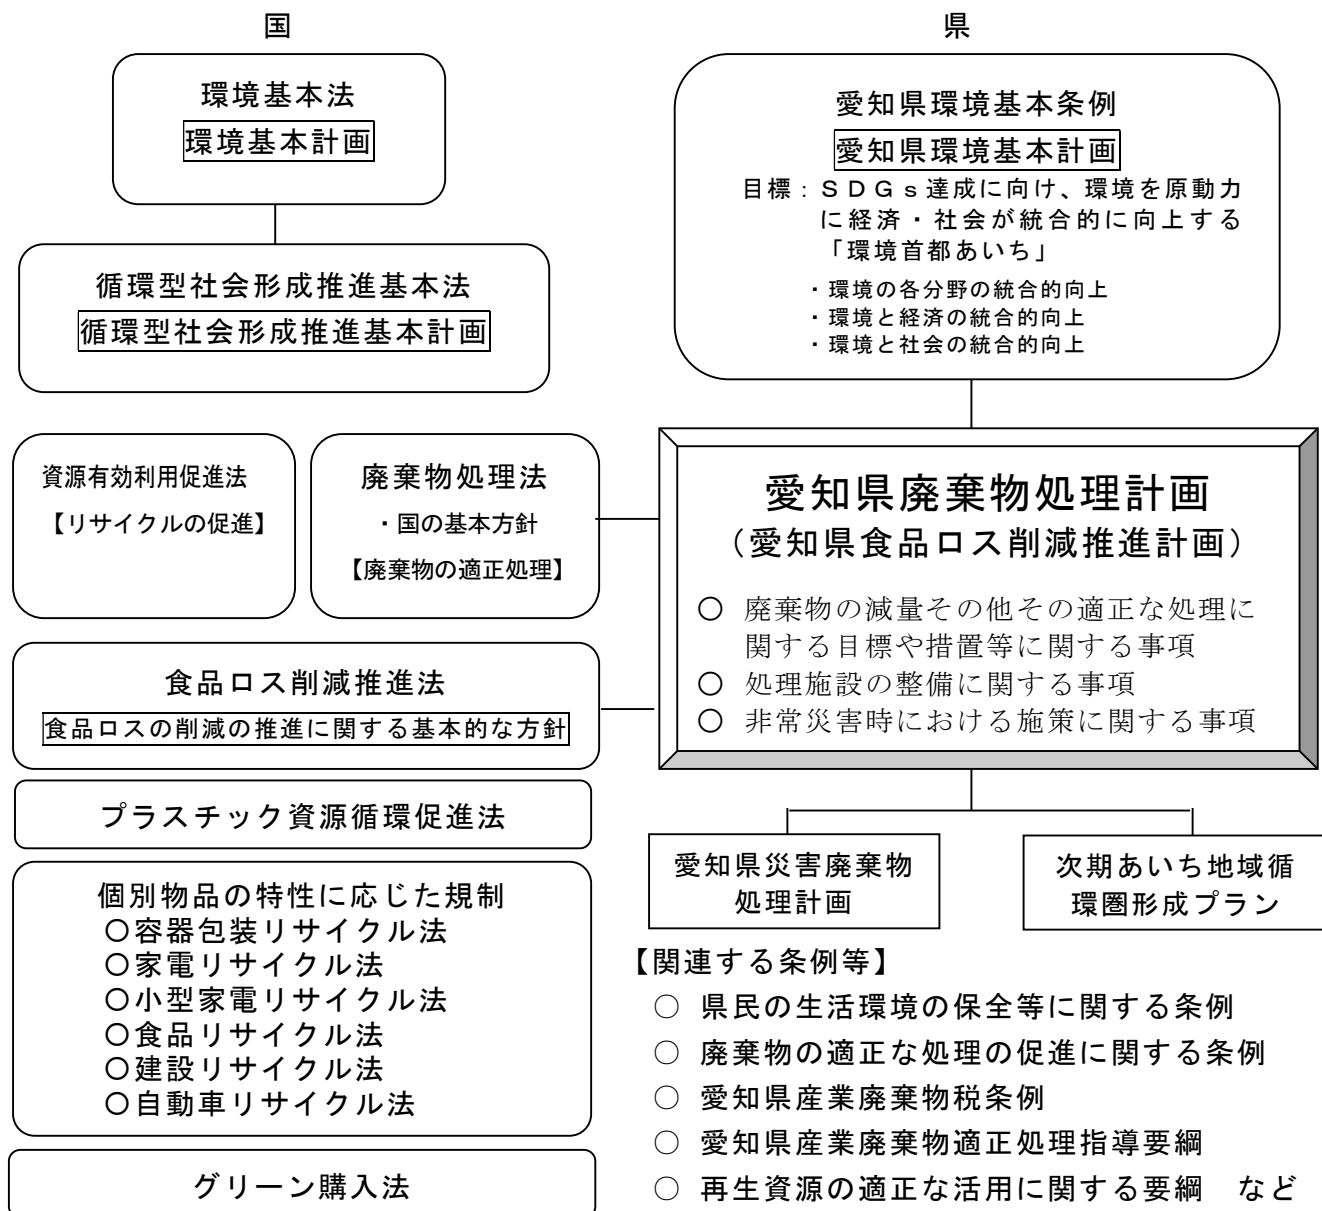 国
環境基本法
環境基本計画
循環型社会形成推進基本法
循環型社会形成推進基本計画
資源有効利用促進法
【リサイクルの促進】
廃棄物処理法
・国の基本方針
【廃棄物の適正処理】
食品ロス削減推進法
食品ロスの削減の推進に関する基本的な方針
プラスチック資源循環促進法
個別物品の特性に応じた規制
○容器包装リサイクル法
○家電リサイクル法
○小型家電リサイクル法
○食品リサイクル法
○建設リサイクル法
○自動車リサイクル法
グリーン購入法
県
愛知県環境基本条例
愛知県環境基本計画
目標：ＳＤＧｓ達成に向け、環境を原動力
に経済・社会が統合的に向上する
「環境首都あいち」
・環境の各分野の統合的向上
・環境と経済の統合的向上
・環境と社会の統合的向上
愛知県廃棄物処理計画
（愛知県食品ロス削減推進計画）
○ 廃棄物の減量その他その適正な処理に
関する目標や措置等に関する事項
○ 処理施設の整備に関する事項
○ 非常災害時における施策に関する事項
愛知県災害廃棄物
処理計画
次期あいち地域循
環圏形成プラン
【関連する条例等】
○ 県民の生活環境の保全等に関する条例
○ 廃棄物の適正な処理の促進に関する条例
○ 愛知県産業廃棄物税条例
○ 愛知県産業廃棄物適正処理指導要綱
○ 再生資源の適正な活用に関する要綱　など